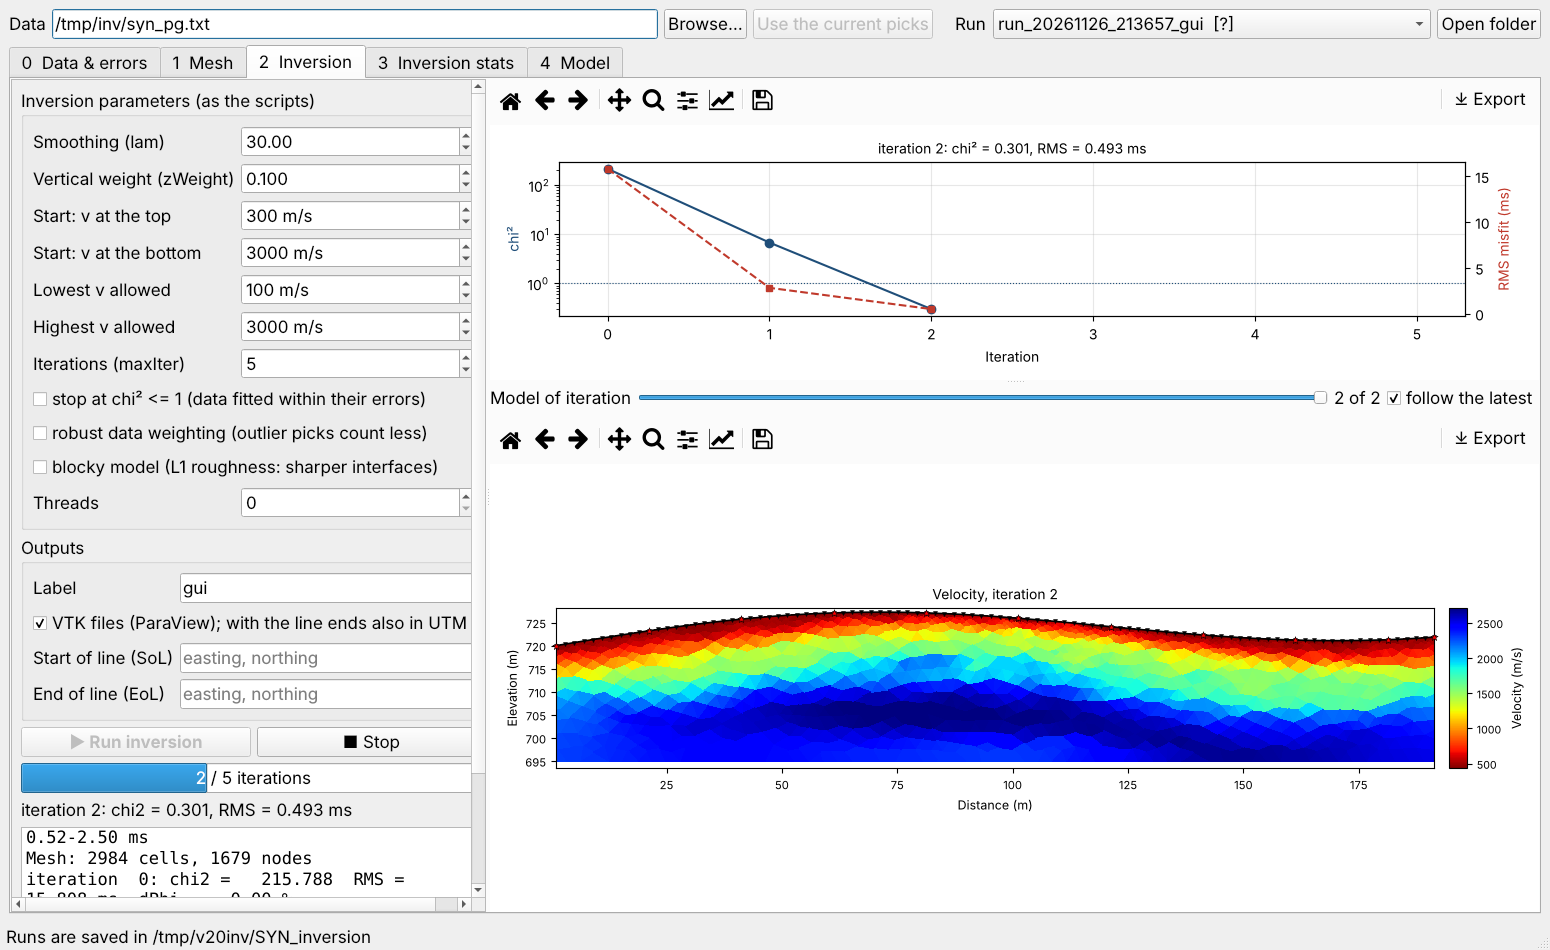 Data /tmp/inv/syn_pg.txt Browse... Use the current picks Run run_20261126_213657_gui [?] Open folder
0 Data & errors 1 Mesh 2 Inversion 3 Inversion stats 4 Model
Inversion parameters (as the scripts)
Smoothing (lam) 30.00
Vertical weight (zWeight) 0.100
Start: v at the top 300 m/s
Start: v at the bottom 3000 m/s
Lowest v allowed 100 m/s
Highest v allowed 3000 m/s
Iterations (maxIter) 5
stop at chi² <= 1 (data fitted within their errors)
robust data weighting (outlier picks count less)
blocky model (L1 roughness: sharper interfaces)
Threads 0
Outputs
Label gui
VTK files (ParaView); with the line ends also in UTM
Start of line (SoL) easting, northing
End of line (EoL) easting, northing
Run inversion Stop
2 / 5 iterations
iteration 2: chi2 = 0.301, RMS = 0.493 ms
0.52-2.50 ms
Mesh: 2984 cells, 1679 nodes
iteration 0: chi2 = 215.788 RMS =
Export
iteration 2: chi² = 0.301, RMS = 0.493 ms
chi²
10²
10¹
10⁰
15
10
5
0
RMS misfit (ms)
0 1 2 3 4 5
Iteration
Model of iteration 2 of 2 follow the latest
Export
Velocity, iteration 2
Elevation (m)
725
720
715
710
705
700
695
25 50 75 100 125 150 175
Distance (m)
2500
2000
1500
1000
500
Velocity (m/s)
Runs are saved in /tmp/v20inv/SYN_inversion